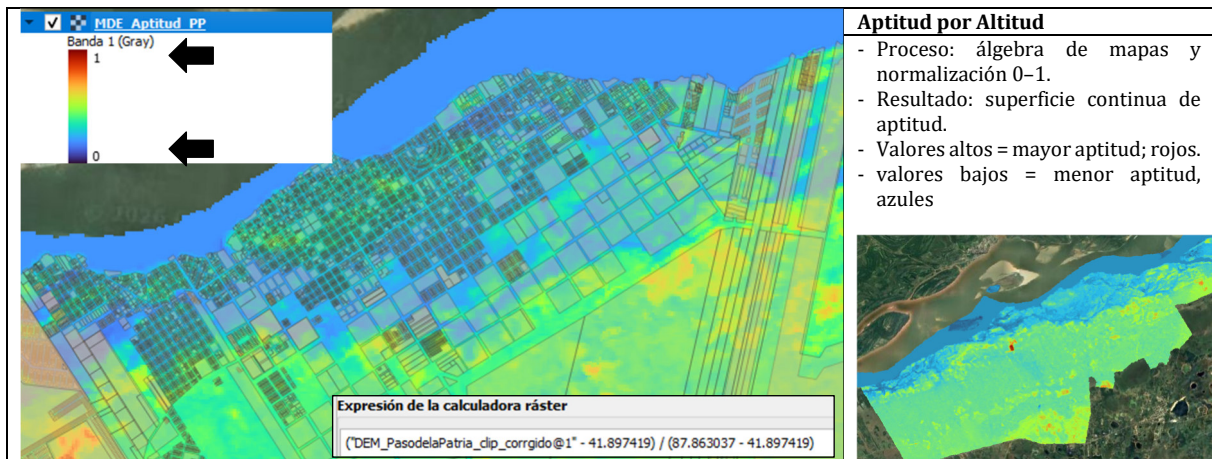 MDE_Aptitud_PP
Banda 1 (Gray)
1
0
Expresión de la calculadora ráster
("DEM_PasodelaPatria_clip_corrgido@1" - 41.897419) / (87.863037 - 41.897419)
Aptitud por Altitud
- Proceso: álgebra de mapas y
normalización 0–1.
- Resultado: superficie continua de
aptitud.
- Valores altos = mayor aptitud; rojos.
- valores bajos = menor aptitud,
azules